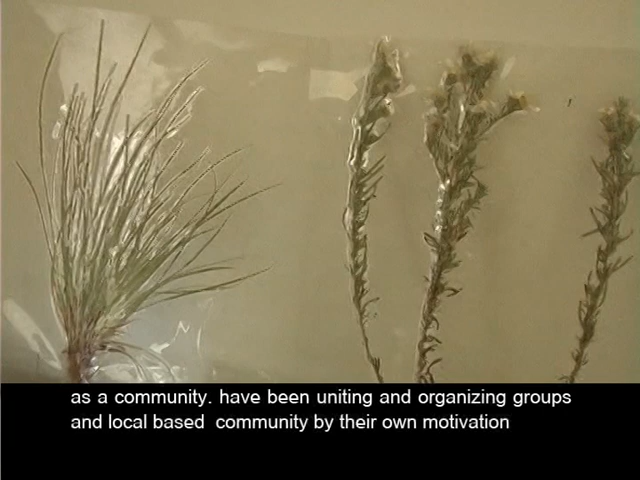 as a community. have been uniting and organizing groups
and local based  community by their own motivation